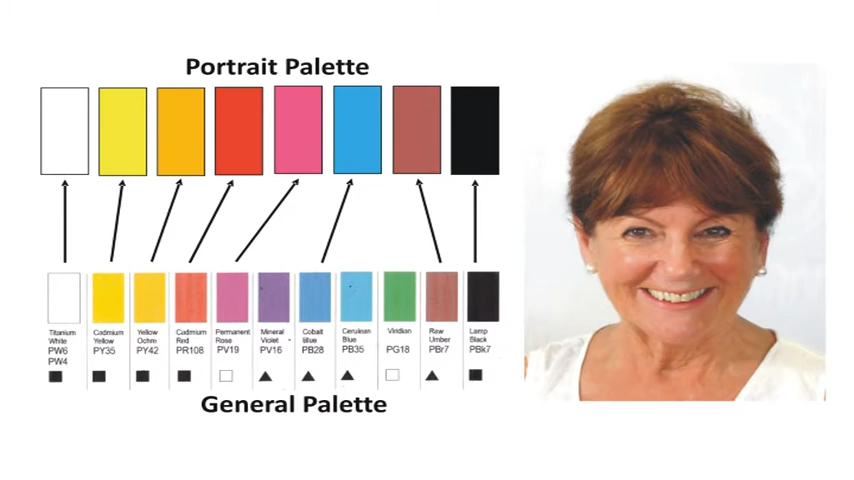 Portrait Palette
Titanium White PW6 PW4
Cadmium Yellow PY35
Yellow Ochre PY42
Cadmium Red PR108
Permanent Rose PV19
Mineral Violet PV16
Cobalt Blue PB28
Cerulean Blue PB35
Viridian PG18
Raw Umber PBr7
Lamp Black PBk7
General Palette